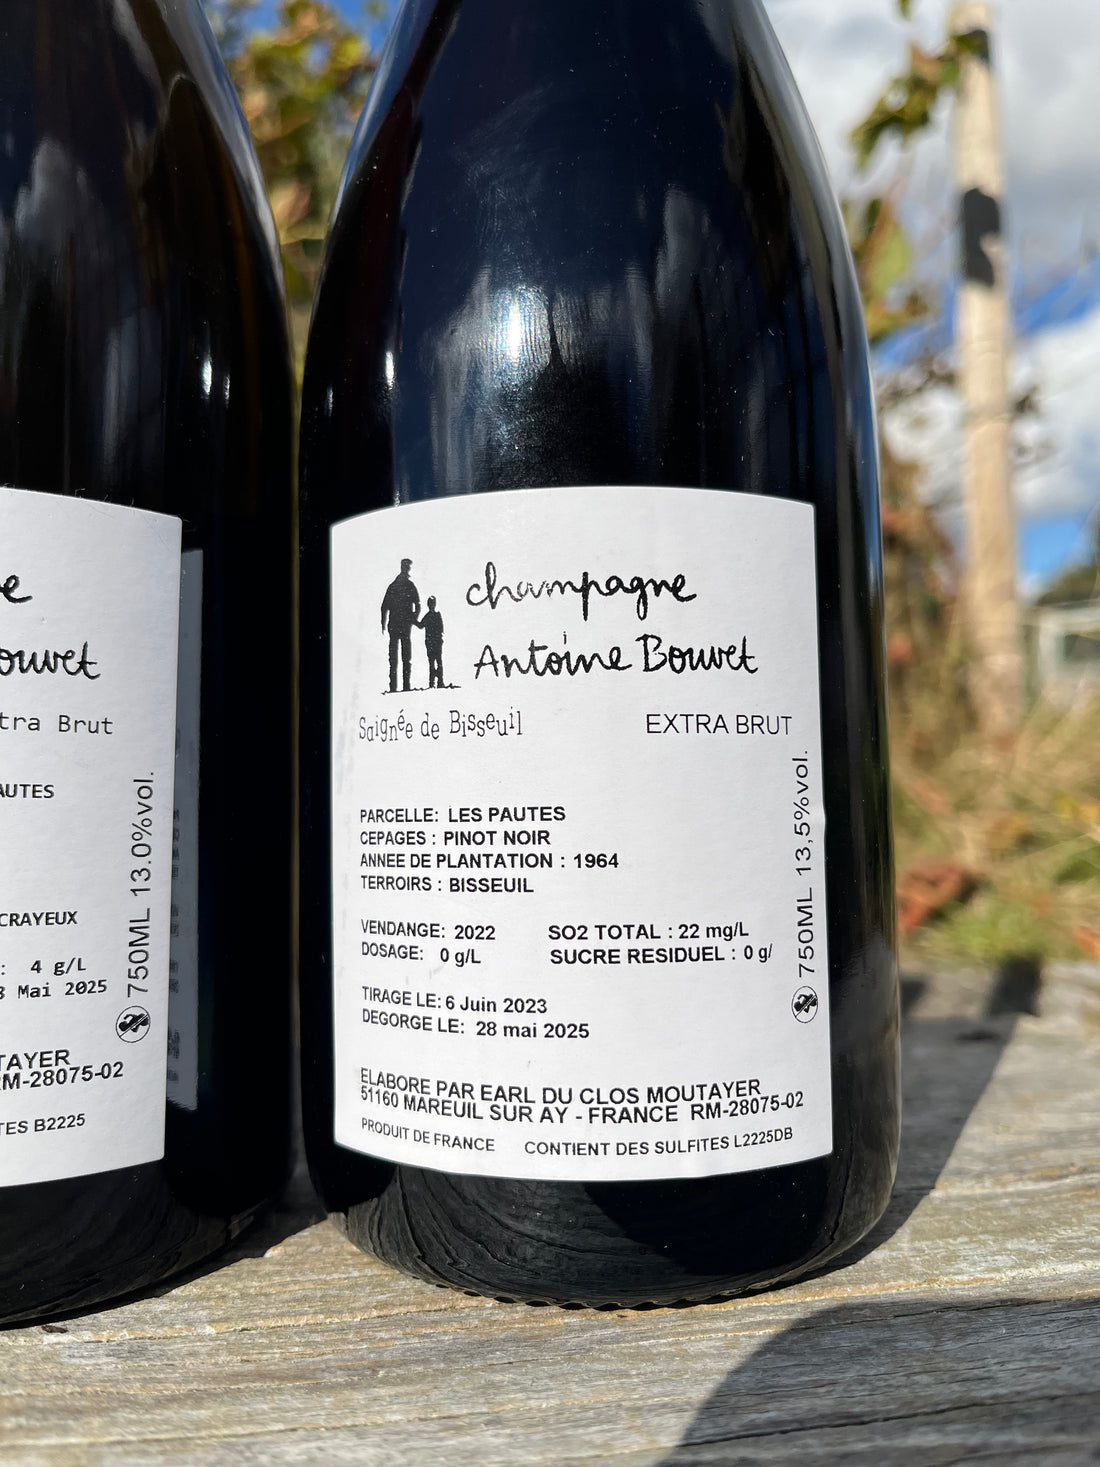 ouvet
tra Brut
AUTES
CRAYEUX
: 4 g/L
Mai 2025
750ML 13.0%vol.
TAYER
RM-28075-02
TES B2225
champagne
Antoine Bouvet
Saignée de Bisseuil EXTRA BRUT
PARCELLE: LES PAUTES
CEPAGES : PINOT NOIR
ANNEE DE PLANTATION : 1964
TERROIRS : BISSEUIL
VENDANGE: 2022 SO2 TOTAL : 22 mg/L
DOSAGE: 0 g/L SUCRE RESIDUEL : 0 g/
TIRAGE LE: 6 Juin 2023
DEGORGE LE: 28 mai 2025
750ML 13,5%vol.
ELABORE PAR EARL DU CLOS MOUTAYER
51160 MAREUIL SUR AY - FRANCE RM-28075-02
PRODUIT DE FRANCE CONTIENT DES SULFITES L2225DB